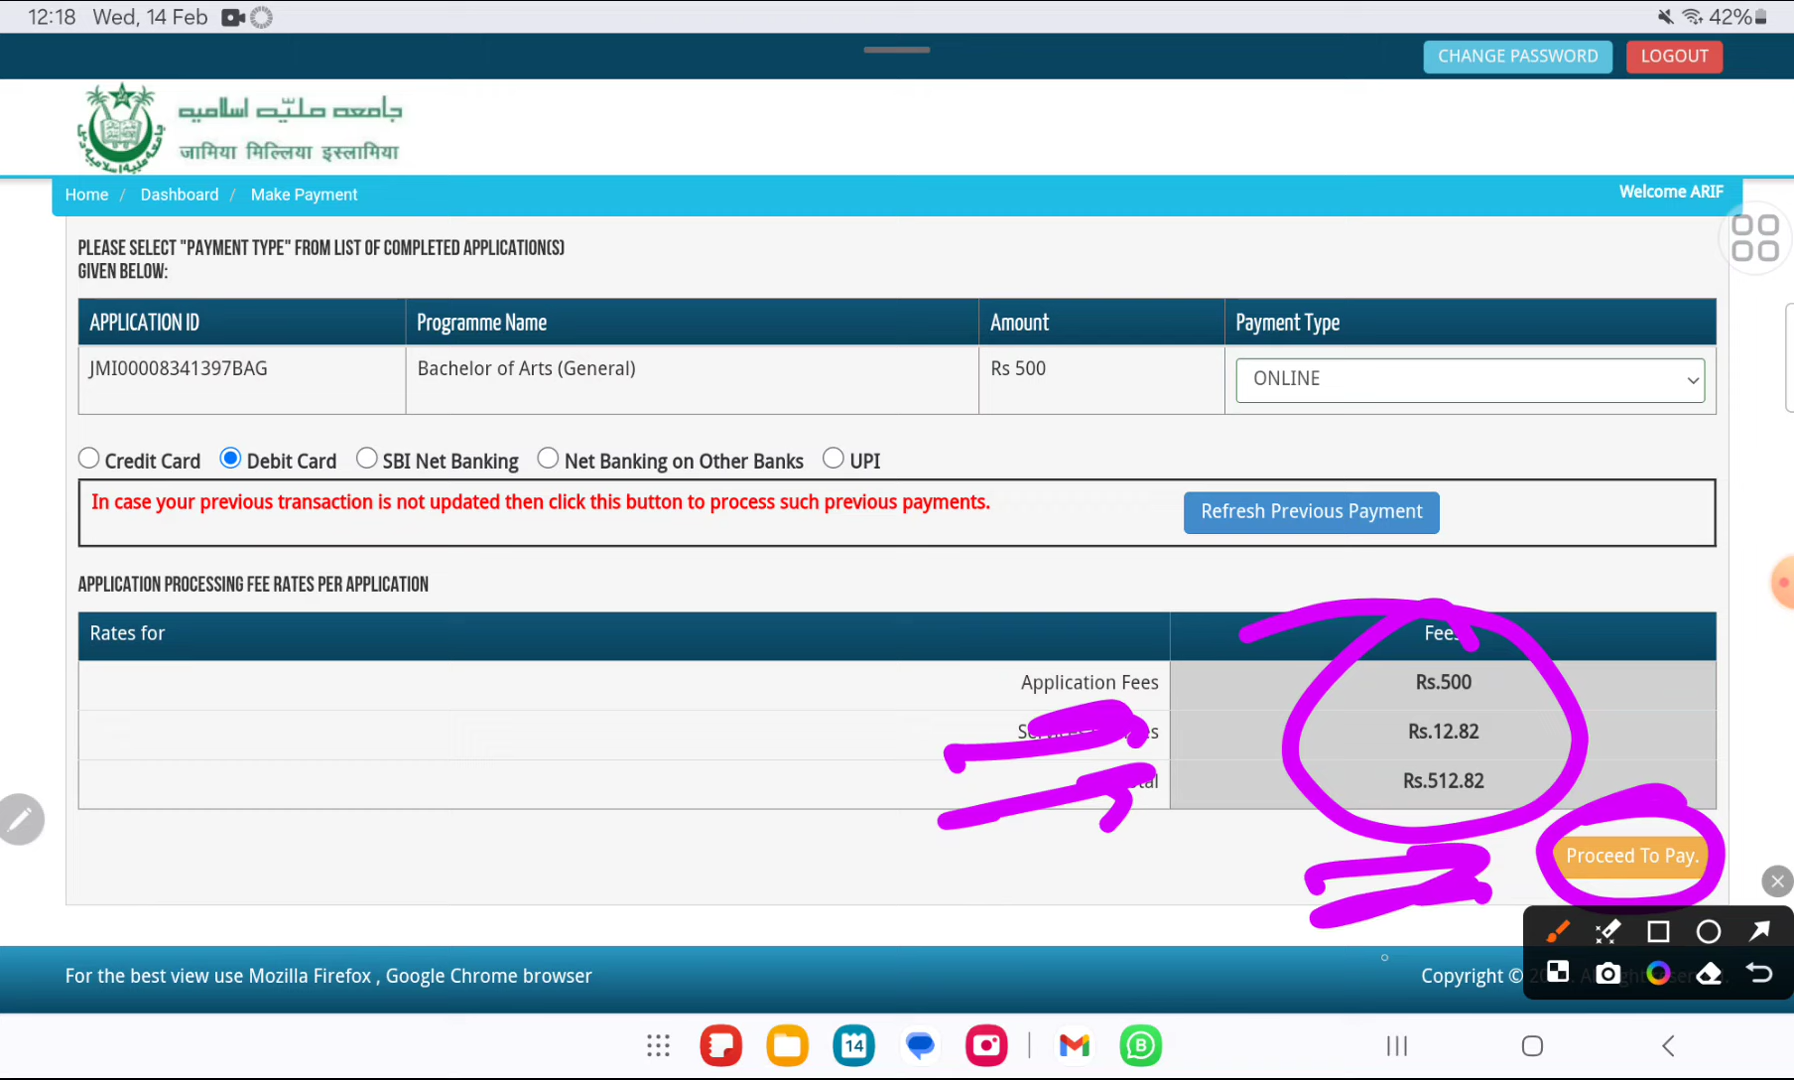 12:18 Wed, 14 Feb 42%
CHANGE PASSWORD LOGOUT
جامعہ ملیّہ اسلامیہ
जामिया मिल्लिया इस्लामिया
Home / Dashboard / Make Payment Welcome ARIF
PLEASE SELECT "PAYMENT TYPE" FROM LIST OF COMPLETED APPLICATION(S)
GIVEN BELOW:
APPLICATION ID Programme Name Amount Payment Type
JMI00008341397BAG Bachelor of Arts (General) Rs 500 ONLINE
Credit Card Debit Card SBI Net Banking Net Banking on Other Banks UPI
In case your previous transaction is not updated then click this button to process such previous payments. Refresh Previous Payment
APPLICATION PROCESSING FEE RATES PER APPLICATION
Rates for Fees
Application Fees Rs.500
Rs.12.82
Rs.512.82
Proceed To Pay.
For the best view use Mozilla Firefox , Google Chrome browser Copyright ©
14